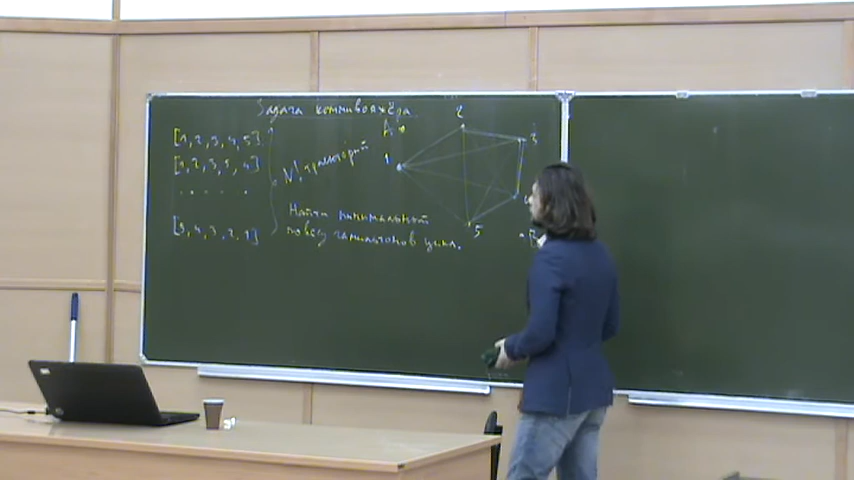 Задача коммивояжёра
[1, 2, 3, 4, 5]
[1, 2, 3, 5, 4]
. . . . . .
[5, 4, 3, 2, 1]
N! траекторий
Найти минимальный
по весу гамильтонов цикл.
A
1
2
3
5
B